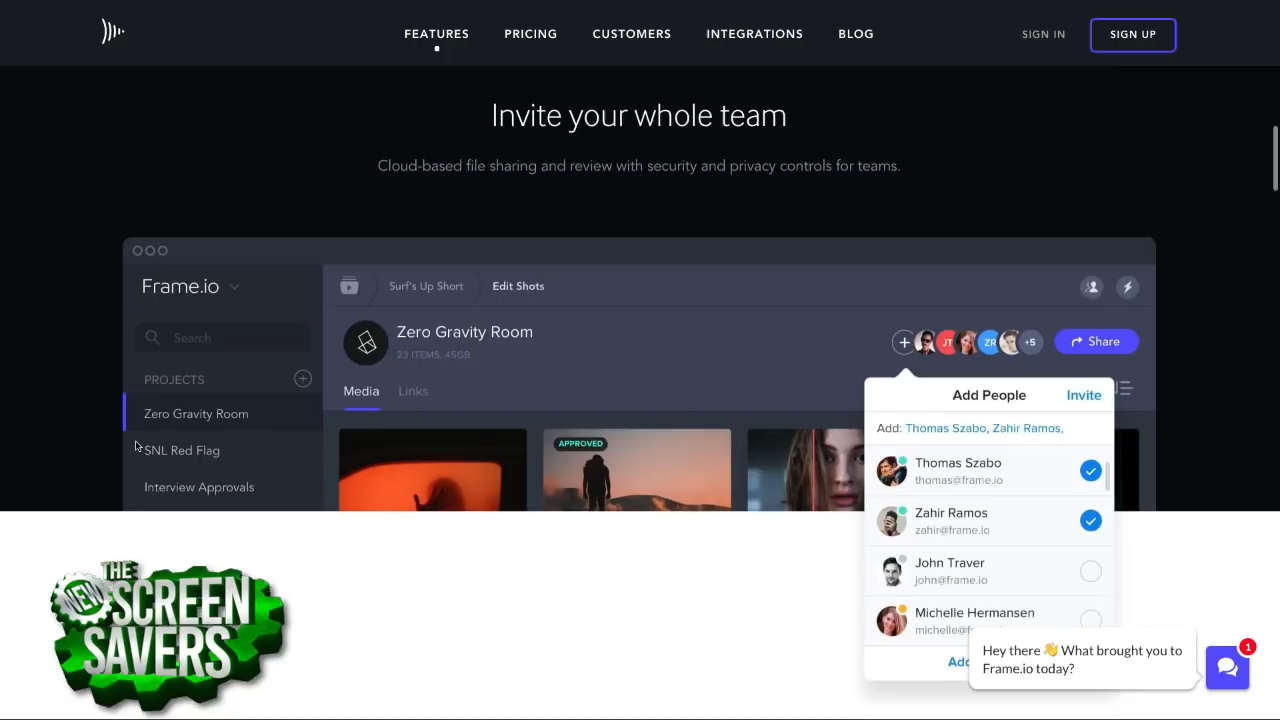 FEATURES PRICING CUSTOMERS INTEGRATIONS BLOG SIGN IN SIGN UP
Invite your whole team
Cloud-based file sharing and review with security and privacy controls for teams.
Frame.io
Surf's Up Short
Edit Shots
Search
Zero Gravity Room
23 ITEMS, 45GB
JT
ZR
+5
Share
PROJECTS
Media
Links
Zero Gravity Room
SNL Red Flag
Interview Approvals
APPROVED
Add People
Invite
Add: Thomas Szabo, Zahir Ramos,
Thomas Szabo
thomas@frame.io
Zahir Ramos
zahir@frame.io
John Traver
john@frame.io
Michelle Hermansen
michelle@f
Add
Hey there 👋 What brought you to
Frame.io today?
1
THE
NEW
SCREEN
SAVERS